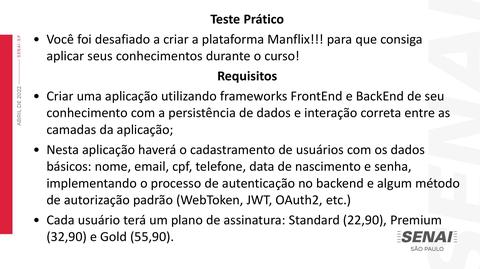 Teste Prático
• Você foi desafiado a criar a plataforma Manflix!!! para que consiga
aplicar seus conhecimentos durante o curso!
Requisitos
• Criar uma aplicação utilizando frameworks FrontEnd e BackEnd de seu
conhecimento com a persistência de dados e interação correta entre as
camadas da aplicação;
• Nesta aplicação haverá o cadastramento de usuários com os dados
básicos: nome, email, cpf, telefone, data de nascimento e senha,
implementando o processo de autenticação no backend e algum método
de autorização padrão (WebToken, JWT, OAuth2, etc.)
• Cada usuário terá um plano de assinatura: Standard (22,90), Premium
(32,90) e Gold (55,90).
ABRIL DE 2022
SENAI-SP
SENAI
SÃO PAULO
SENAI